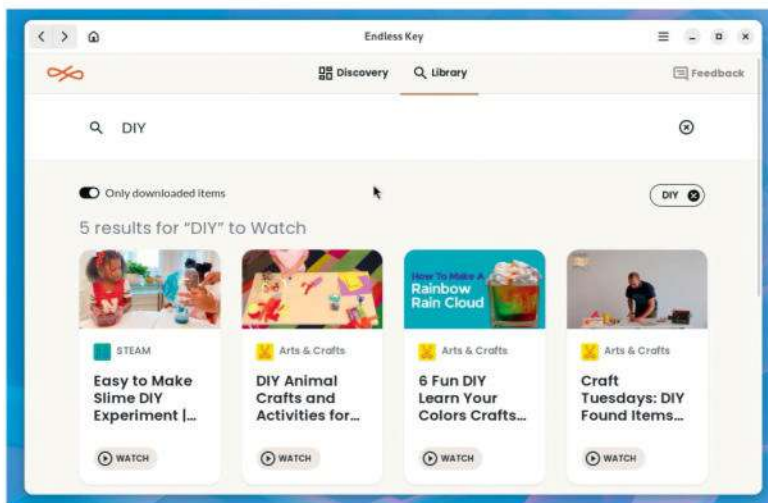 Endless Key
Discovery
Library
Feedback
DIY
Only downloaded items
DIY
5 results for “DIY” to Watch
How To Make A
Rainbow
Rain Cloud
STEAM
Arts & Crafts
Arts & Crafts
Arts & Crafts
Easy to Make
Slime DIY
Experiment |...
DIY Animal
Crafts and
Activities for...
6 Fun DIY
Learn Your
Colors Crafts...
Craft
Tuesdays: DIY
Found Items...
WATCH
WATCH
WATCH
WATCH